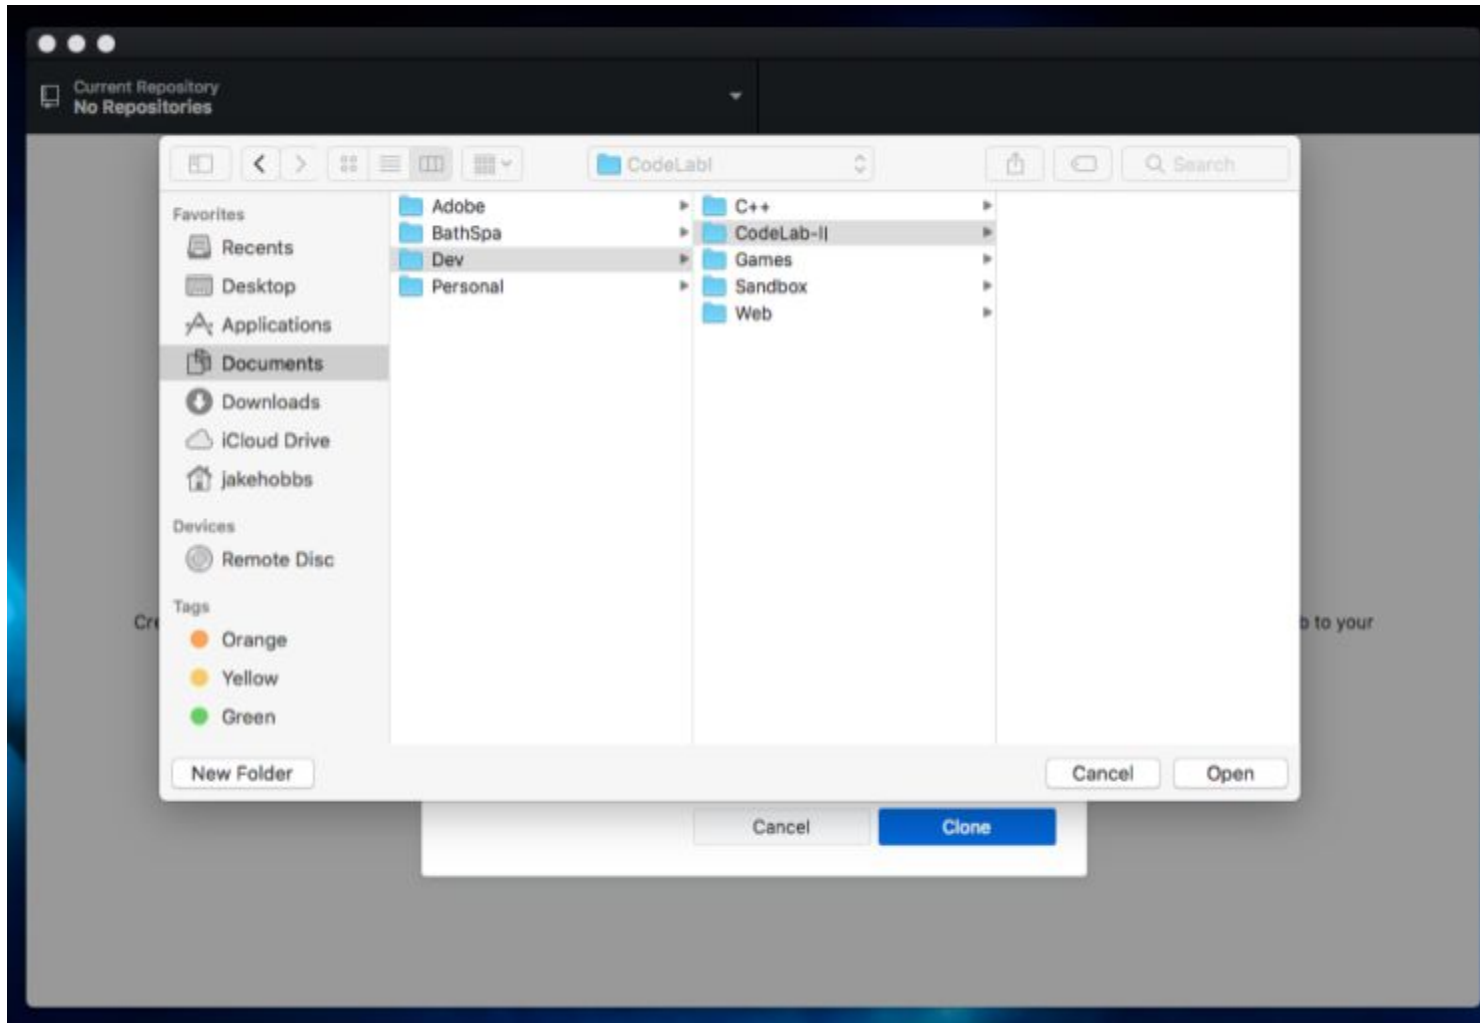 Current Repository
No Repositories
CodeLabI
Search
Favorites
Recents
Desktop
Applications
Documents
Downloads
iCloud Drive
jakehobbs
Devices
Remote Disc
Tags
Orange
Yellow
Green
Adobe
BathSpa
Dev
Personal
C++
CodeLab-II
Games
Sandbox
Web
Cre
b to your
New Folder
Cancel
Open
Cancel
Clone